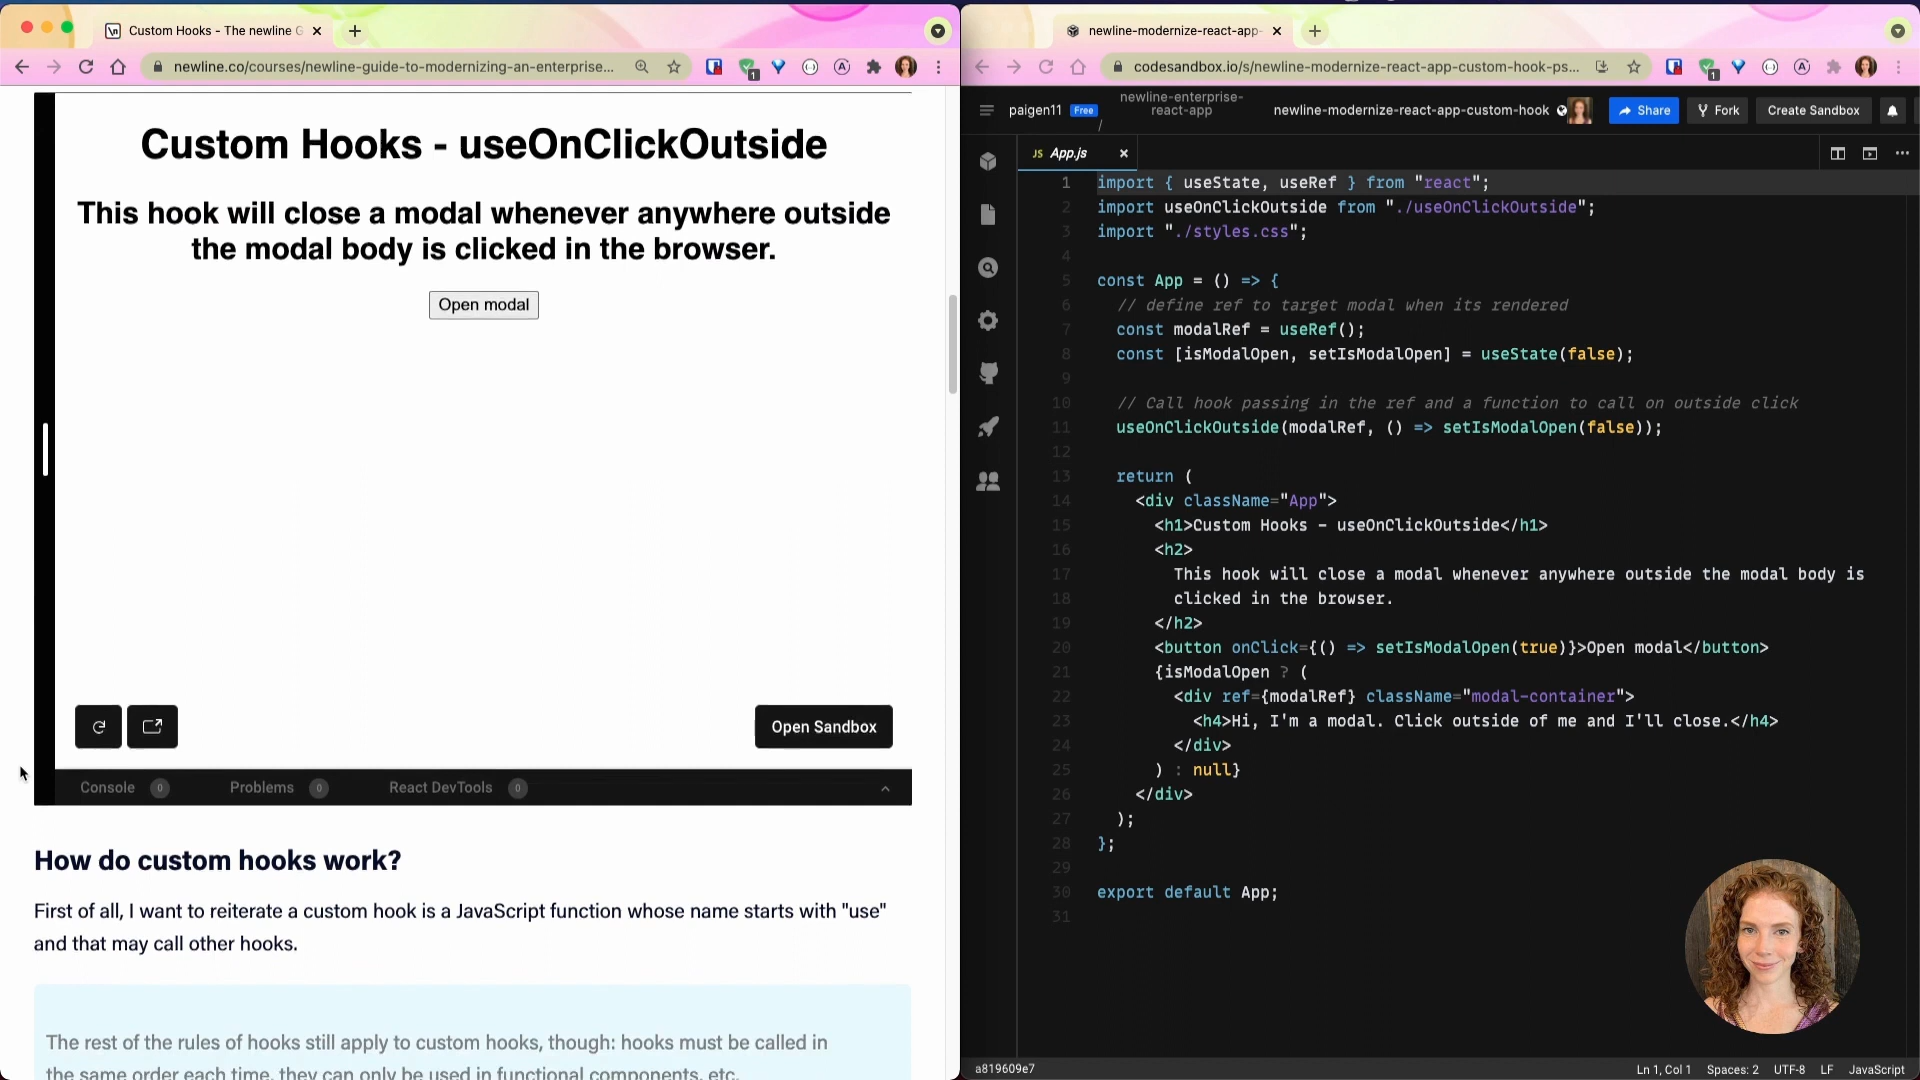 Custom Hooks - The newline G
newline.co/courses/newline-guide-to-modernizing-an-enterprise...
1
Custom Hooks - useOnClickOutside
This hook will close a modal whenever anywhere outside
the modal body is clicked in the browser.
Open modal
Open Sandbox
Console 0 Problems 0 React DevTools 0
How do custom hooks work?
First of all, I want to reiterate a custom hook is a JavaScript function whose name starts with "use"
and that may call other hooks.
The rest of the rules of hooks still apply to custom hooks, though: hooks must be called in
the same order each time, they can only be used in functional components, etc.
newline-modernize-react-app-
codesandbox.io/s/newline-modernize-react-app-custom-hook-ps...
1
paigen11 Free
newline-enterprise-
react-app
/
newline-modernize-react-app-custom-hook
Share
Fork
Create Sandbox
JS App.js
1 import { useState, useRef } from "react";
2 import useOnClickOutside from "./useOnClickOutside";
3 import "./styles.css";
4
5 const App = () => {
6 // define ref to target modal when its rendered
7 const modalRef = useRef();
8 const [isModalOpen, setIsModalOpen] = useState(false);
9
10 // Call hook passing in the ref and a function to call on outside click
11 useOnClickOutside(modalRef, () => setIsModalOpen(false));
12
13 return (
14 <div className="App">
15 <h1>Custom Hooks - useOnClickOutside</h1>
16 <h2>
17 This hook will close a modal whenever anywhere outside the modal body is
18 clicked in the browser.
19 </h2>
20 <button onClick={() => setIsModalOpen(true)}>Open modal</button>
21 {isModalOpen ? (
22 <div ref={modalRef} className="modal-container">
23 <h4>Hi, I'm a modal. Click outside of me and I'll close.</h4>
24 </div>
25 ) : null}
26 </div>
27 );
28 };
29
30 export default App;
31
a819609e7
Ln 1, Col 1 Spaces: 2 UTF-8 LF JavaScript